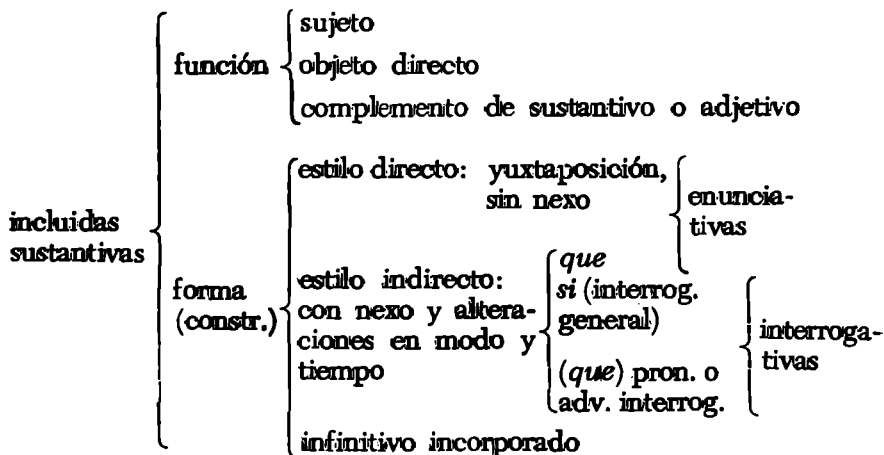 sujeto
función
objeto directo
complemento de sustantivo o adjetivo
incluidas
sustantivas
forma
(constr.)
estilo directo: yuxtaposición,
sin nexo
enuncia-
tivas
estilo indirecto:
con nexo y altera-
ciones en modo y
tiempo
que
si (interrog.
general)
(que) pron. o
adv. interrog.
interroga-
tivas
infinitivo incorporado